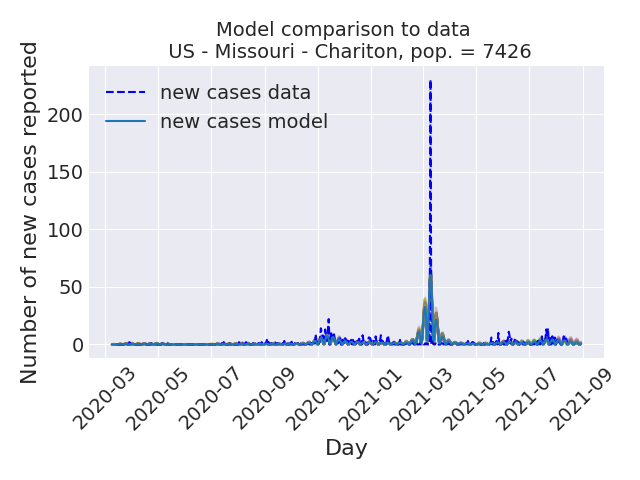 Model comparison to data
US - Missouri - Chariton, pop. = 7426
new cases data
new cases model
Number of new cases reported
200
150
100
50
0
2020-03
2020-05
2020-07
2020-09
2020-11
2021-01
2021-03
2021-05
2021-07
2021-09
Day